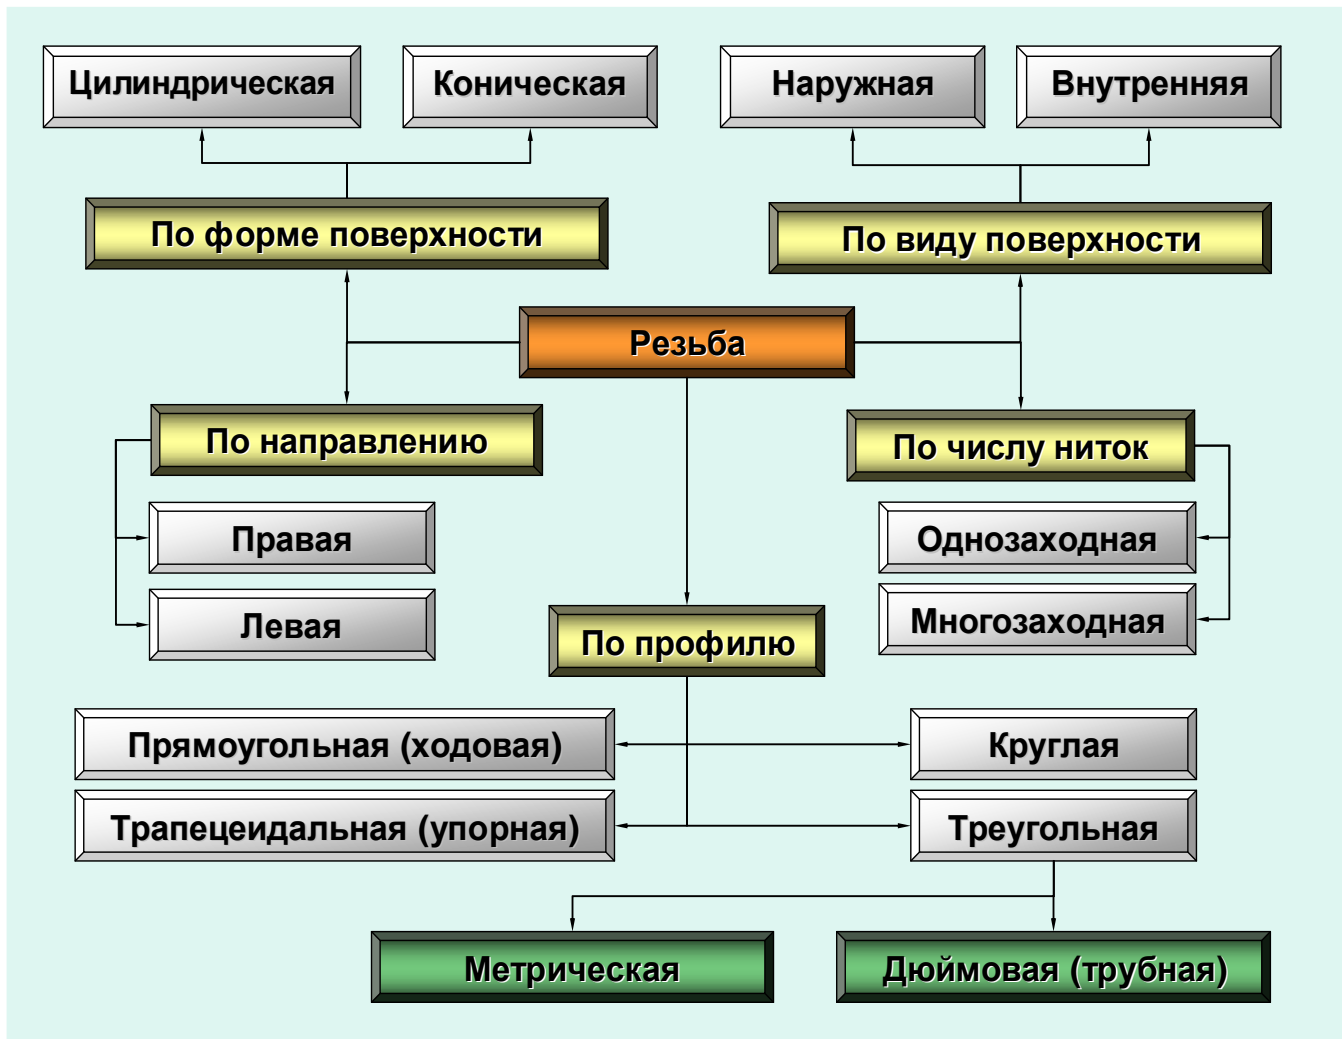 Цилиндрическая
Коническая
Наружная
Внутренняя
По форме поверхности
По виду поверхности
Резьба
По направлению
По числу ниток
Правая
Однозаходная
Левая
Многозаходная
По профилю
Прямоугольная (ходовая)
Круглая
Трапецеидальная (упорная)
Треугольная
Метрическая
Дюймовая (трубная)